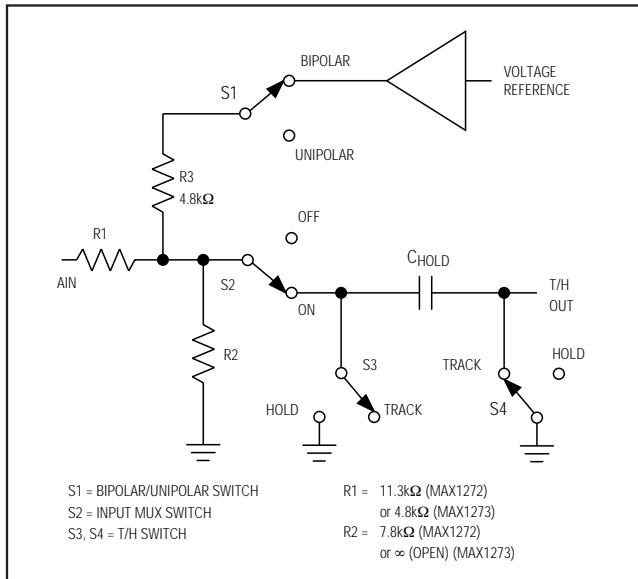 BIPOLAR
VOLTAGE
REFERENCE
S1
UNIPOLAR
R3
4.8kΩ
OFF
R1
CHOLD
AIN
S2
T/H
OUT
ON
R2
S3
TRACK
HOLD
HOLD
TRACK
S4
S1 = BIPOLAR/UNIPOLAR SWITCH
S2 = INPUT MUX SWITCH
S3, S4 = T/H SWITCH
R1 = 11.3kΩ (MAX1272)
or 4.8kΩ (MAX1273)
R2 = 7.8kΩ (MAX1272)
or ∞ (OPEN) (MAX1273)